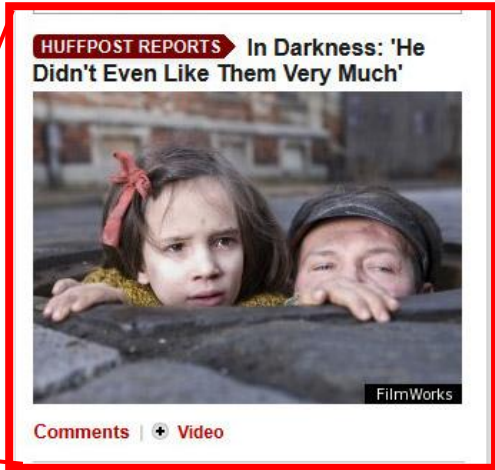 HUFFPOST REPORTS In Darkness: 'He
Didn't Even Like Them Very Much'
FilmWorks
Comments | Video